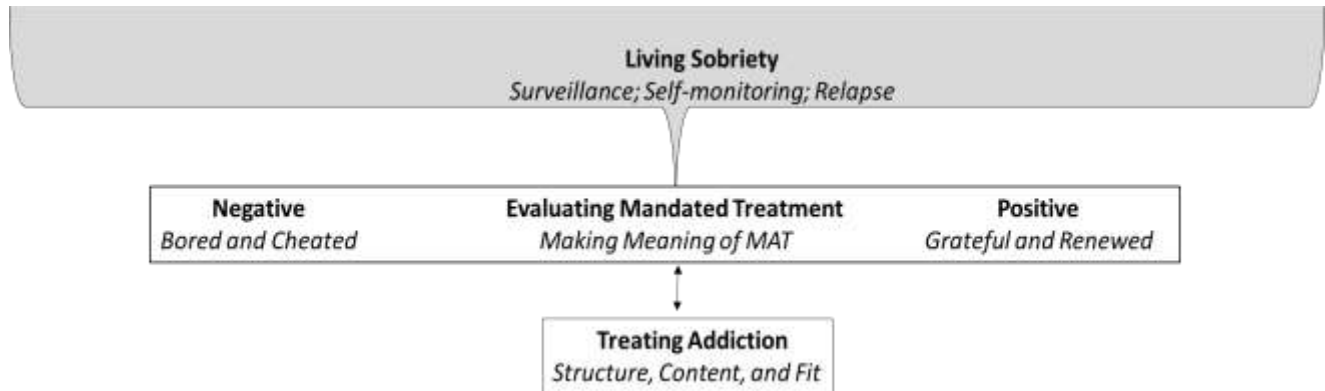 Living Sobriety
Surveillance; Self-monitoring; Relapse
Negative Evaluating Mandated Treatment Positive
Bored and Cheated Making Meaning of MAT Grateful and Renewed
Treating Addiction
Structure, Content, and Fit